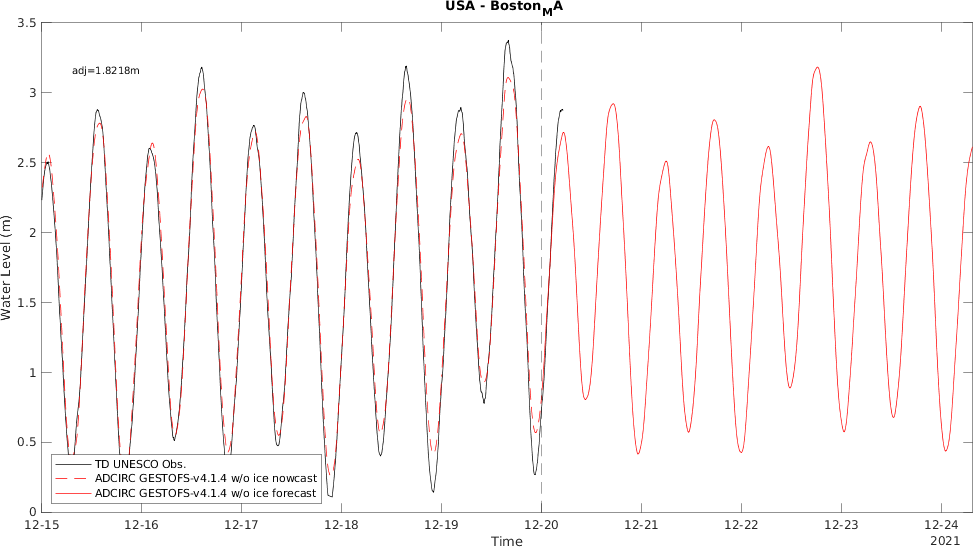 USA - BostonMA
3.5
adj=1.8218m
3
2.5
2
1.5
1
0.5
0
Water Level (m)
TD UNESCO Obs.
ADCIRC GESTOFS-v4.1.4 w/o ice nowcast
ADCIRC GESTOFS-v4.1.4 w/o ice forecast
12-15 12-16 12-17 12-18 12-19 12-20 12-21 12-22 12-23 12-24
Time
2021